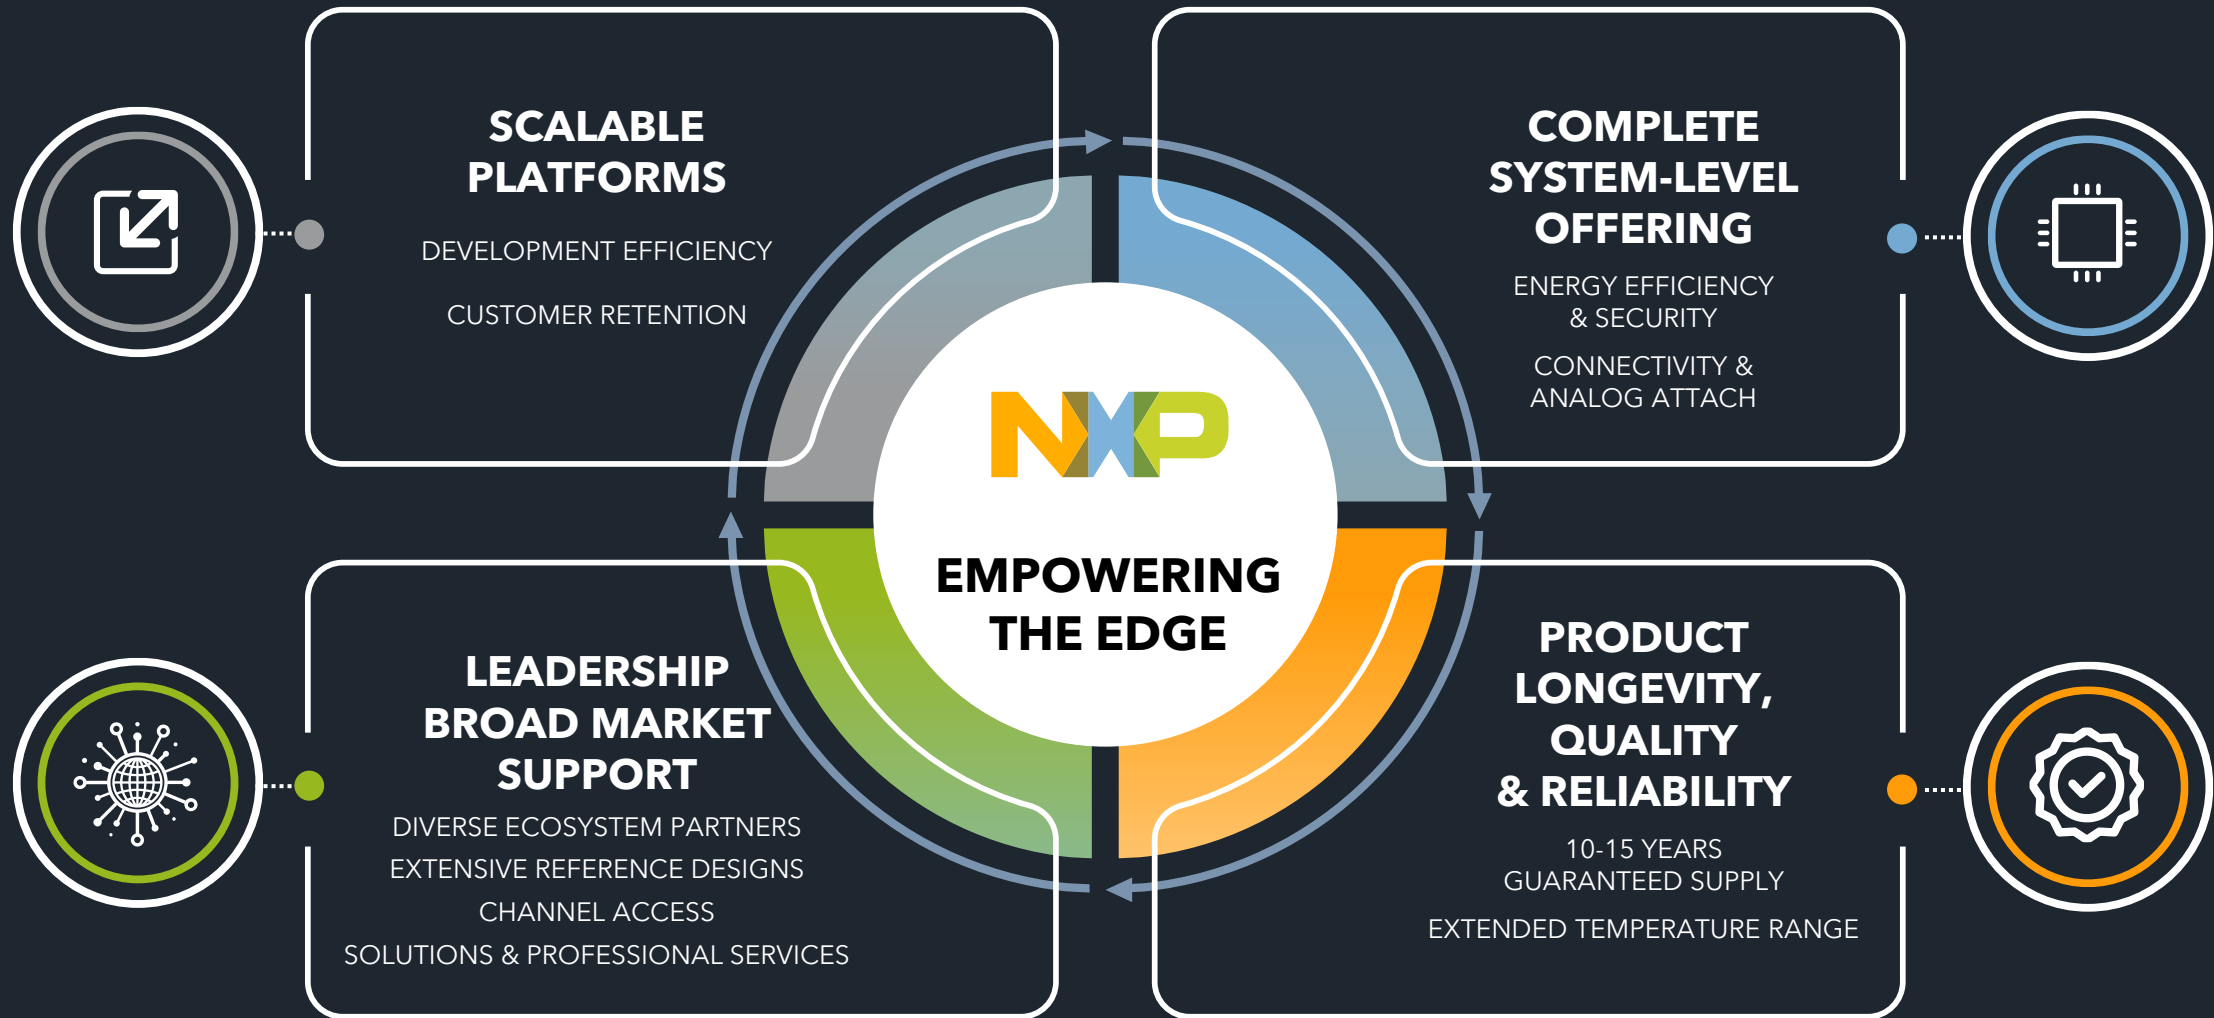 SCALABLE
PLATFORMS
DEVELOPMENT EFFICIENCY
CUSTOMER RETENTION
COMPLETE
SYSTEM-LEVEL
OFFERING
ENERGY EFFICIENCY
& SECURITY
CONNECTIVITY &
ANALOG ATTACH
NXP
EMPOWERING
THE EDGE
LEADERSHIP
BROAD MARKET
SUPPORT
DIVERSE ECOSYSTEM PARTNERS
EXTENSIVE REFERENCE DESIGNS
CHANNEL ACCESS
SOLUTIONS & PROFESSIONAL SERVICES
PRODUCT
LONGEVITY,
QUALITY
& RELIABILITY
10-15 YEARS
GUARANTEED SUPPLY
EXTENDED TEMPERATURE RANGE